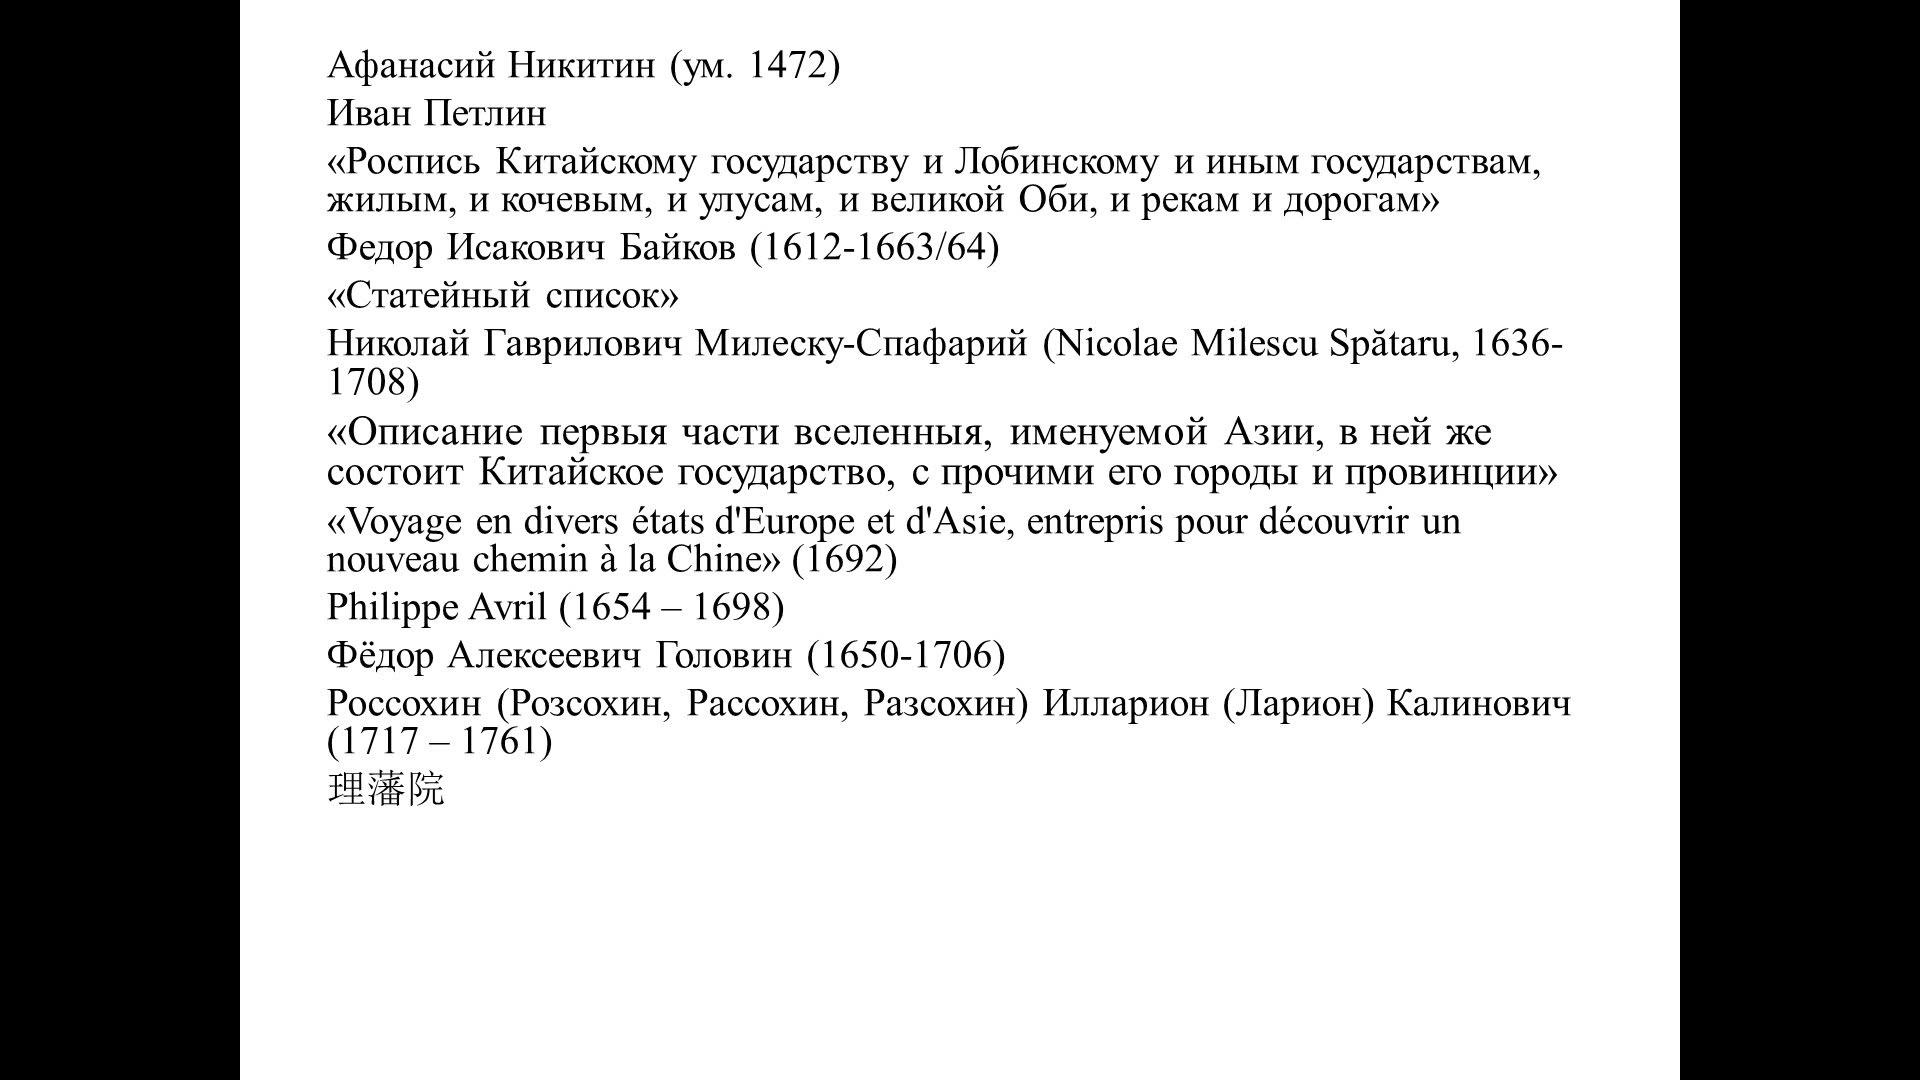 Афанасий Никитин (ум. 1472)
Иван Петлин
«Роспись Китайскому государству и Лобинскому и иным государствам,
жилым, и кочевым, и улусам, и великой Оби, и рекам и дорогам»
Федор Исакович Байков (1612-1663/64)
«Статейный список»
Николай Гаврилович Милеску-Спафарий (Nicolae Milescu Spătaru, 1636-
1708)
«Описание первыя части вселенныя, именуемой Азии, в ней же
состоит Китайское государство, с прочими его городы и провинции»
«Voyage en divers états d'Europe et d'Asie, entrepris pour découvrir un
nouveau chemin à la Chine» (1692)
Philippe Avril (1654 – 1698)
Фёдор Алексеевич Головин (1650-1706)
Россохин (Розсохин, Рассохин, Разсохин) Илларион (Ларион) Калинович
(1717 – 1761)
理藩院